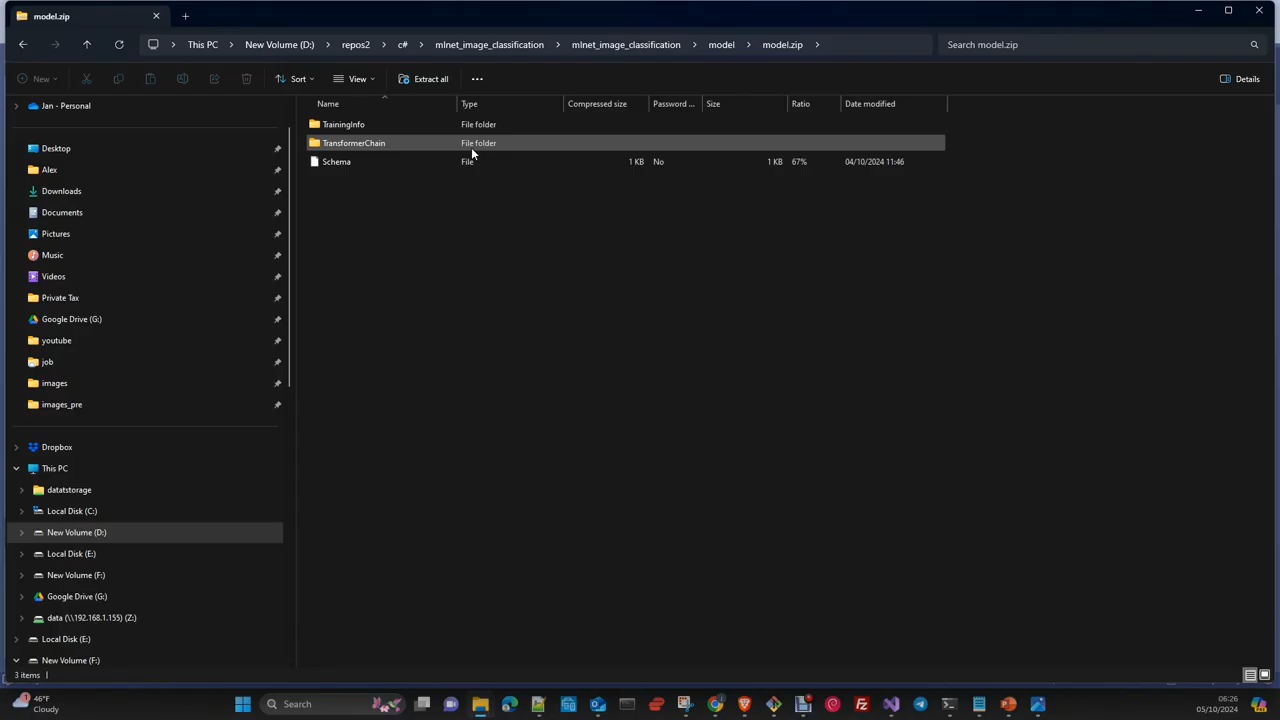 model.zip
This PC
New Volume (D:)
repos2
c#
mlnet_image_classification
mlnet_image_classification
model
model.zip
Search model.zip
New
Sort
View
Extract all
Details
Name
Type
Compressed size
Password ...
Size
Ratio
Date modified
TrainingInfo
File folder
TransformerChain
File folder
Schema
File
1 KB
No
1 KB
67%
04/10/2024 11:46
Jan - Personal
Desktop
Alex
Downloads
Documents
Pictures
Music
Videos
Private Tax
Google Drive (G:)
youtube
job
images
images_pre
Dropbox
This PC
datatstorage
Local Disk (C:)
New Volume (D:)
Local Disk (E:)
New Volume (F:)
Google Drive (G:)
data (\\192.168.1.155) (Z:)
Local Disk (E:)
New Volume (F:)
3 items
1
46°F
Cloudy
Search
06:26
05/10/2024